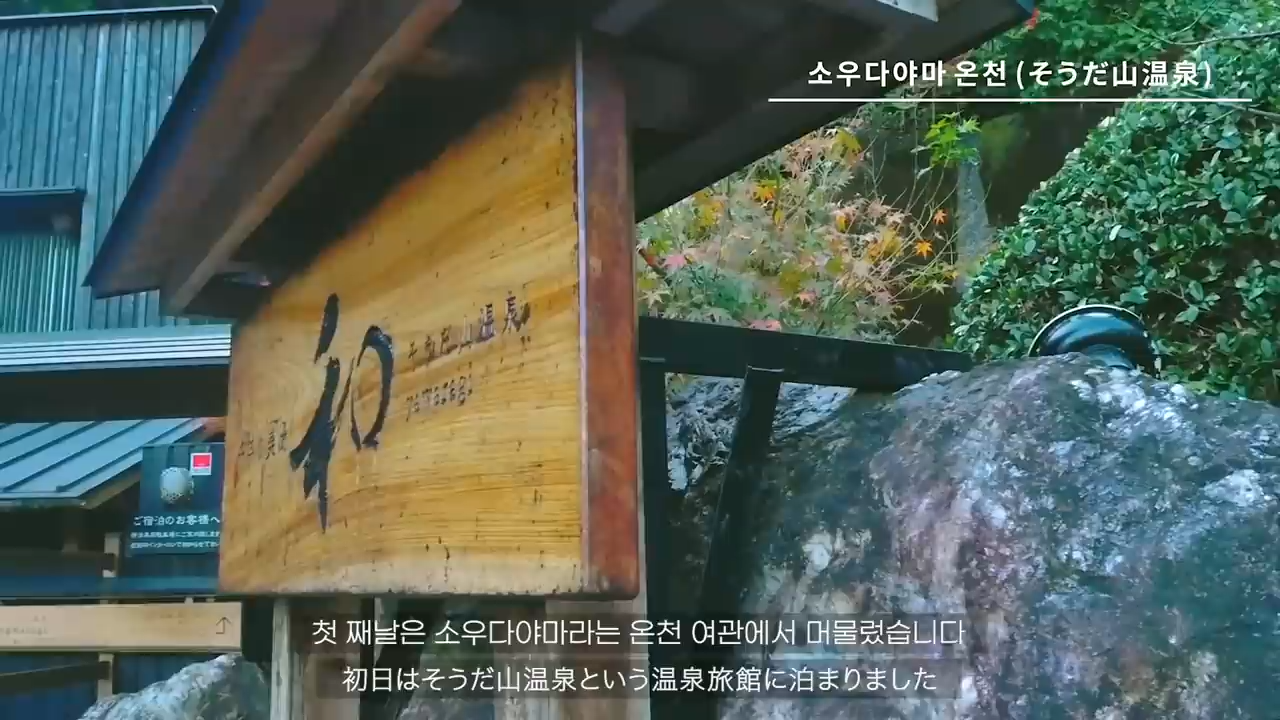 소우다야마 온천 (そうだ山温泉)
和
そうだ山温泉
ご宿泊のお客様へ
첫 째날은 소우다야마라는 온천 여관에서 머물렀습니다
初日はそうだ山温泉という温泉旅館に泊まりました